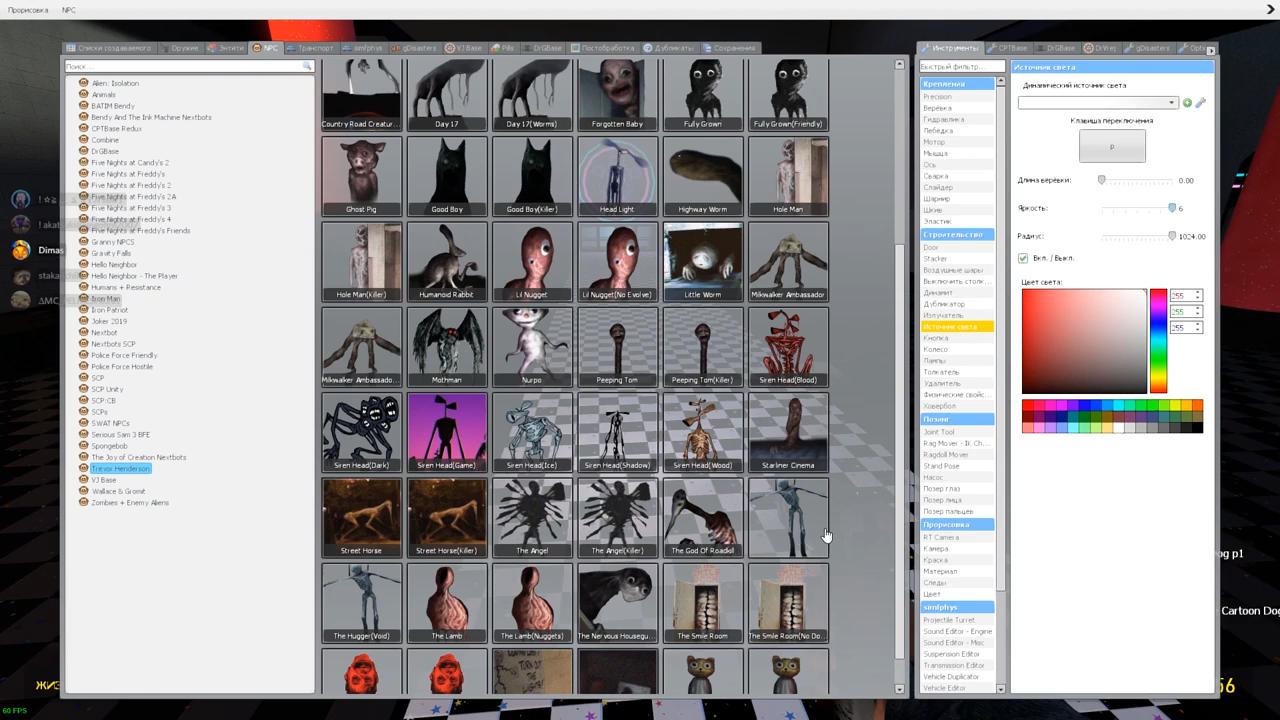 Прорисовка NPC
Списки создаваемого Оружие Энтити NPC Транспорт simfphys gDisasters VJ Base Pills DrGBase Постобработка Дубликаты Сохранения
Инструменты CPTBase DrGBase DrVrej gDisasters
Поиск...
Alien: Isolation
Animals
BATIM Bendy
Bendy And The Ink Machine Nextbots
CPTBase Redux
Combine
DrGBase
Five Nights at Candy's 2
Five Nights at Freddy's
Five Nights at Freddy's 2
Five Nights at Freddy's 2A
Five Nights at Freddy's 3
Five Nights at Freddy's 4
Five Nights at Freddy's Friends
Granny NPCS
Gravity Falls
Hello Neighbor
Hello Neighbor - The Player
Humans + Resistance
Iron Man
Iron Patriot
Joker 2019
Nextbot
Nextbots SCP
Police Force Friendly
Police Force Hostile
SCP
SCP Unity
SCP:CB
SCPs
SWAT NPCs
Serious Sam 3 BFE
Spongebob
The Joy of Creation Nextbots
Trevor Henderson
VJ Base
Wallace & Gromit
Zombies + Enemy Aliens
Dimas
Country Road Creatur... Day 17 Day 17(Worms) Forgotten Baby Fully Grown Fully Grown(Friendly)
Ghost Pig Good Boy Good Boy(Killer) Head Light Highway Worm Hole Man
Hole Man(Killer) Humanoid Rabbit Lil Nugget Lil Nugget(No Evolve) Little Worm Milkwalker Ambassador
Milkwalker Ambassado... Mothman Nurpo Peeping Tom Peeping Tom(Killer) Siren Head(Blood)
Siren Head(Dark) Siren Head(Game) Siren Head(Ice) Siren Head(Shadow) Siren Head(Wood) Starliner Cinema
Street Horse Street Horse(Killer) The Angel The Angel(Killer) The God Of Roadkill
The Hugger(Void) The Lamb The Lamb(Nuggets) The Nervous Housegu... The Smile Room The Smile Room(No Do...
Быстрый фильтр...
Крепления
Precision
Верёвка
Гидравлика
Лебёдка
Мотор
Мышца
Ось
Сварка
Слайдер
Шарнир
Шкив
Эластик
Строительство
Door
Stacker
Воздушные шары
Выключить столк...
Динамит
Дубликатор
Излучатель
Источник света
Кнопка
Колесо
Лампы
Толкатель
Удалитель
Физические свойс...
Ховербол
Позинг
Joint Tool
Rag Mover - IK Ch...
Ragdoll Mover
Stand Pose
Насос
Позер глаз
Позер лица
Позер пальцев
Прорисовка
RT Camera
Камера
Краска
Материал
Следы
Цвет
simfphys
Projectile Turret
Sound Editor - Engine
Sound Editor - Misc
Suspension Editor
Transmission Editor
Vehicle Duplicator
Vehicle Editor
Источник света
Динамический источник света
Клавиша переключения
p
Длина верёвки: 0.00
Яркость: 6
Радиус: 1024.00
Вкл. / Выкл.
Цвет света:
255
255
255
og p1
Cartoon Dog
56
60 FPS